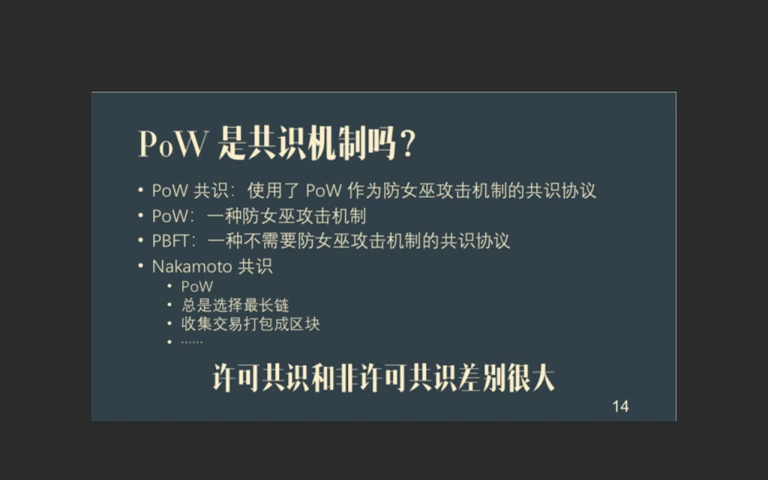 PoW 是共识机制吗？
• PoW 共识：使用了 PoW 作为防女巫攻击机制的共识协议
• PoW：一种防女巫攻击机制
• PBFT：一种不需要防女巫攻击机制的共识协议
• Nakamoto 共识
• PoW
• 总是选择最长链
• 收集交易打包成区块
• ……
许可共识和非许可共识差别很大
14